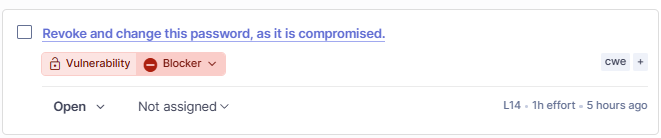 Revoke and change this password, as it is compromised.
Vulnerability Blocker cwe +
Open Not assigned L14 • 1h effort • 5 hours ago